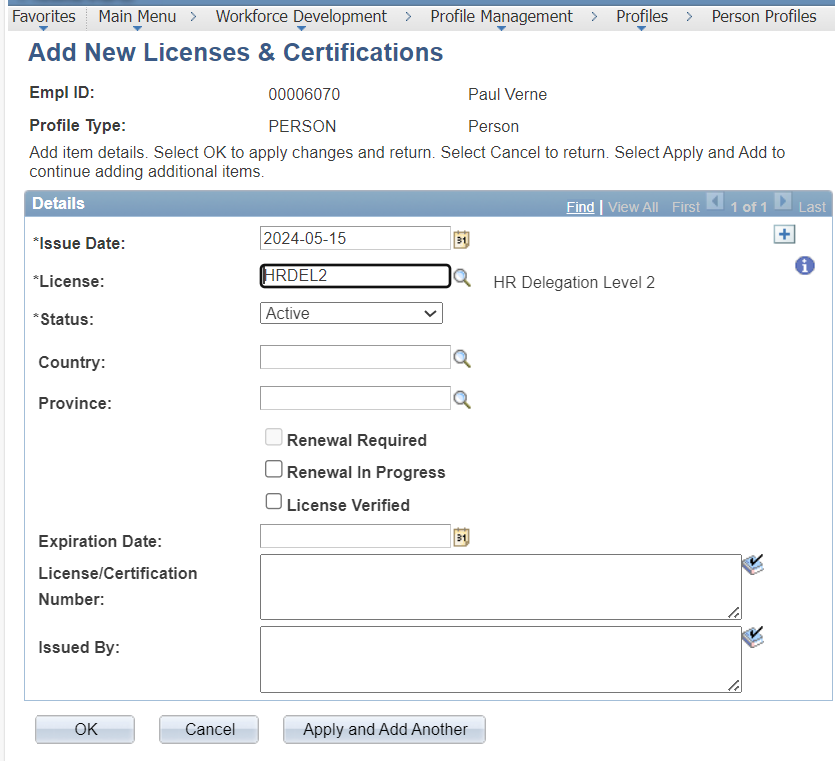 Favorites Main Menu > Workforce Development > Profile Management > Profiles > Person Profiles
Add New Licenses & Certifications
Empl ID: 00006070 Paul Verne
Profile Type: PERSON Person
Add item details. Select OK to apply changes and return. Select Cancel to return. Select Apply and Add to
continue adding additional items.
Details Find | View All First 1 of 1 Last
*Issue Date: 2024-05-15 31
*License: HRDEL2 HR Delegation Level 2
*Status: Active
Country:
Province:
Renewal Required
Renewal In Progress
License Verified
Expiration Date: 31
License/Certification
Number:
Issued By:
OK Cancel Apply and Add Another